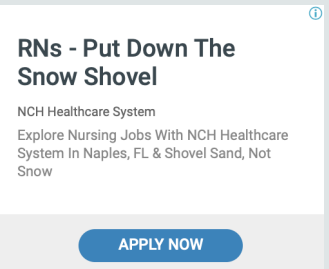 RNs - Put Down The
Snow Shovel
NCH Healthcare System
Explore Nursing Jobs With NCH Healthcare
System In Naples, FL & Shovel Sand, Not
Snow
APPLY NOW